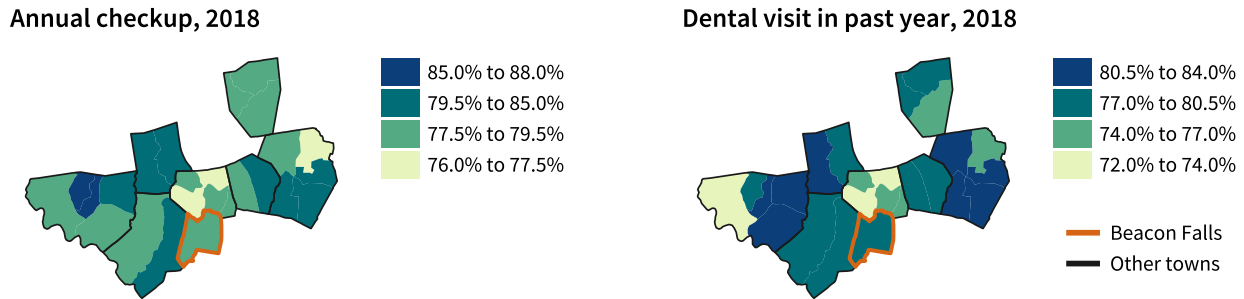 Annual checkup, 2018
85.0% to 88.0%
79.5% to 85.0%
77.5% to 79.5%
76.0% to 77.5%
Dental visit in past year, 2018
80.5% to 84.0%
77.0% to 80.5%
74.0% to 77.0%
72.0% to 74.0%
Beacon Falls
Other towns